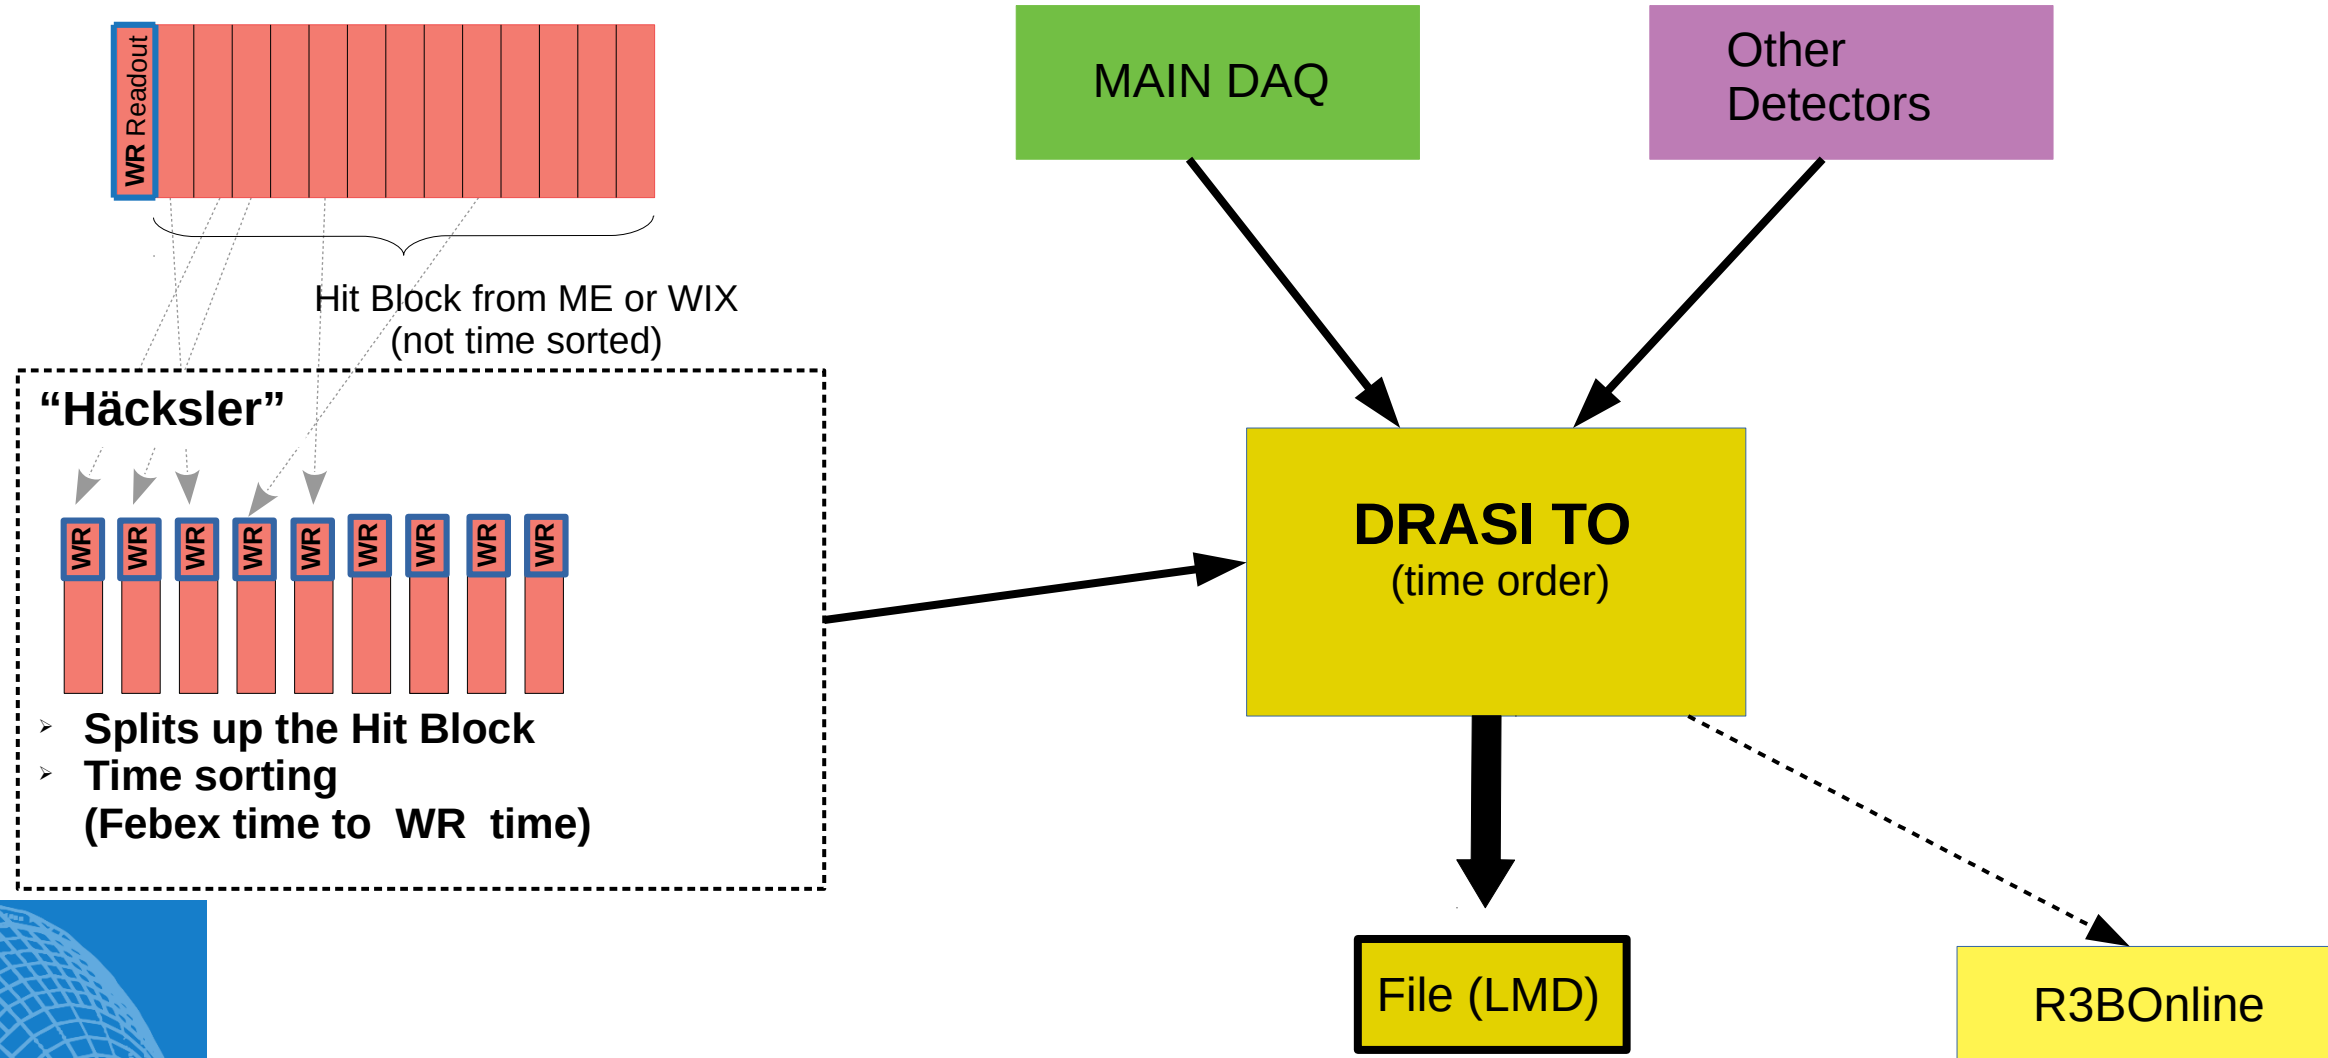 WR Readout
MAIN DAQ
Other
Detectors
Hit Block from ME or WIX
(not time sorted)
“Häcksler”
WR
WR
WR
WR
WR
WR
WR
WR
WR
DRASI TO
(time order)
➢ Splits up the Hit Block
➢ Time sorting
(Febex time to WR time)
File (LMD)
R3BOnline